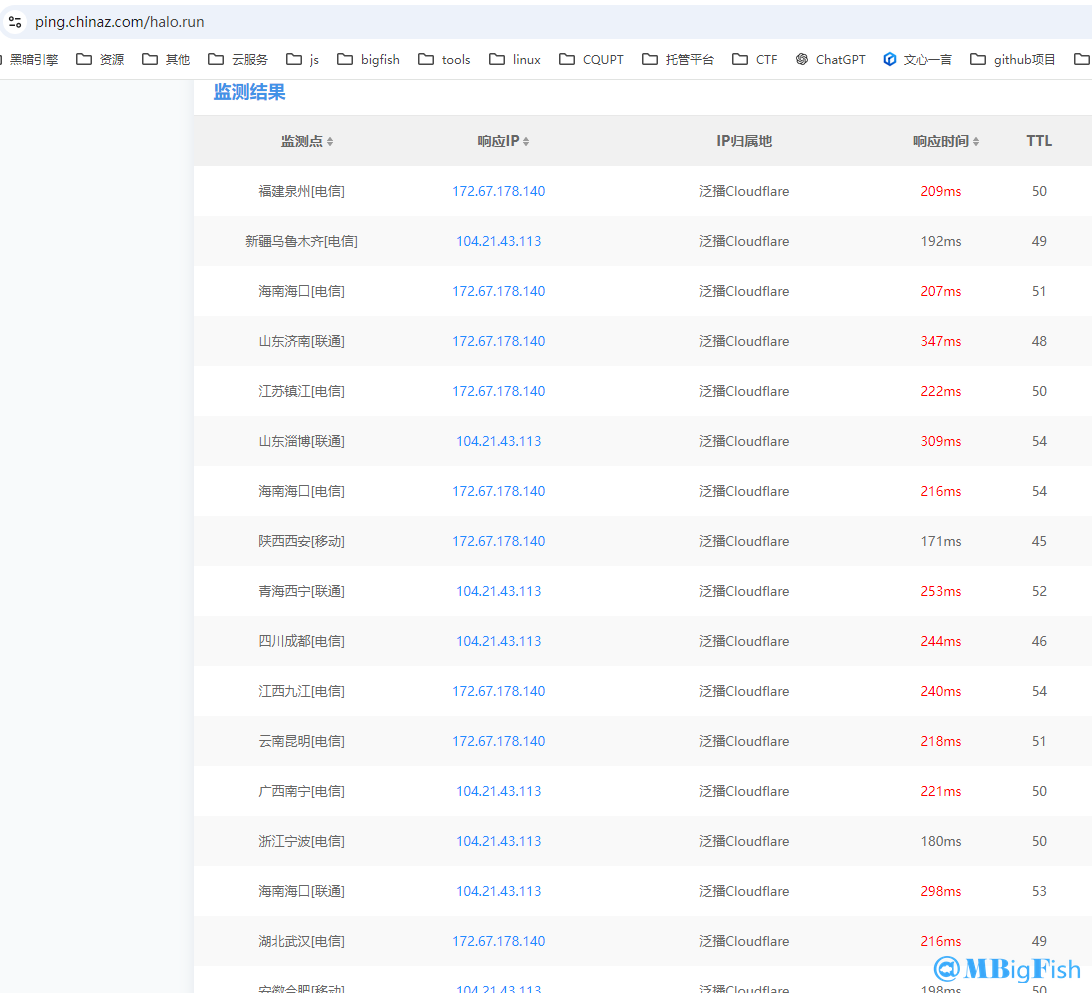 ping.chinaz.com/halo.run
黑暗引擎 资源 其他 云服务 js bigfish tools linux CQUPT 托管平台 CTF ChatGPT 文心一言 github项目
监测结果
监测点 响应IP IP归属地 响应时间 TTL
福建泉州[电信] 172.67.178.140 泛播Cloudflare 209ms 50
新疆乌鲁木齐[电信] 104.21.43.113 泛播Cloudflare 192ms 49
海南海口[电信] 172.67.178.140 泛播Cloudflare 207ms 51
山东济南[联通] 172.67.178.140 泛播Cloudflare 347ms 48
江苏镇江[电信] 172.67.178.140 泛播Cloudflare 222ms 50
山东淄博[联通] 104.21.43.113 泛播Cloudflare 309ms 54
海南海口[电信] 172.67.178.140 泛播Cloudflare 216ms 54
陕西西安[移动] 172.67.178.140 泛播Cloudflare 171ms 45
青海西宁[联通] 104.21.43.113 泛播Cloudflare 253ms 52
四川成都[电信] 104.21.43.113 泛播Cloudflare 244ms 46
江西九江[电信] 172.67.178.140 泛播Cloudflare 240ms 54
云南昆明[电信] 172.67.178.140 泛播Cloudflare 218ms 51
广西南宁[电信] 104.21.43.113 泛播Cloudflare 221ms 50
浙江宁波[电信] 104.21.43.113 泛播Cloudflare 180ms 50
海南海口[联通] 104.21.43.113 泛播Cloudflare 298ms 53
湖北武汉[电信] 172.67.178.140 泛播Cloudflare 216ms 49
安徽合肥[移动] 104.21.43.113 泛播Cloudflare 198ms 50
@MBigFish